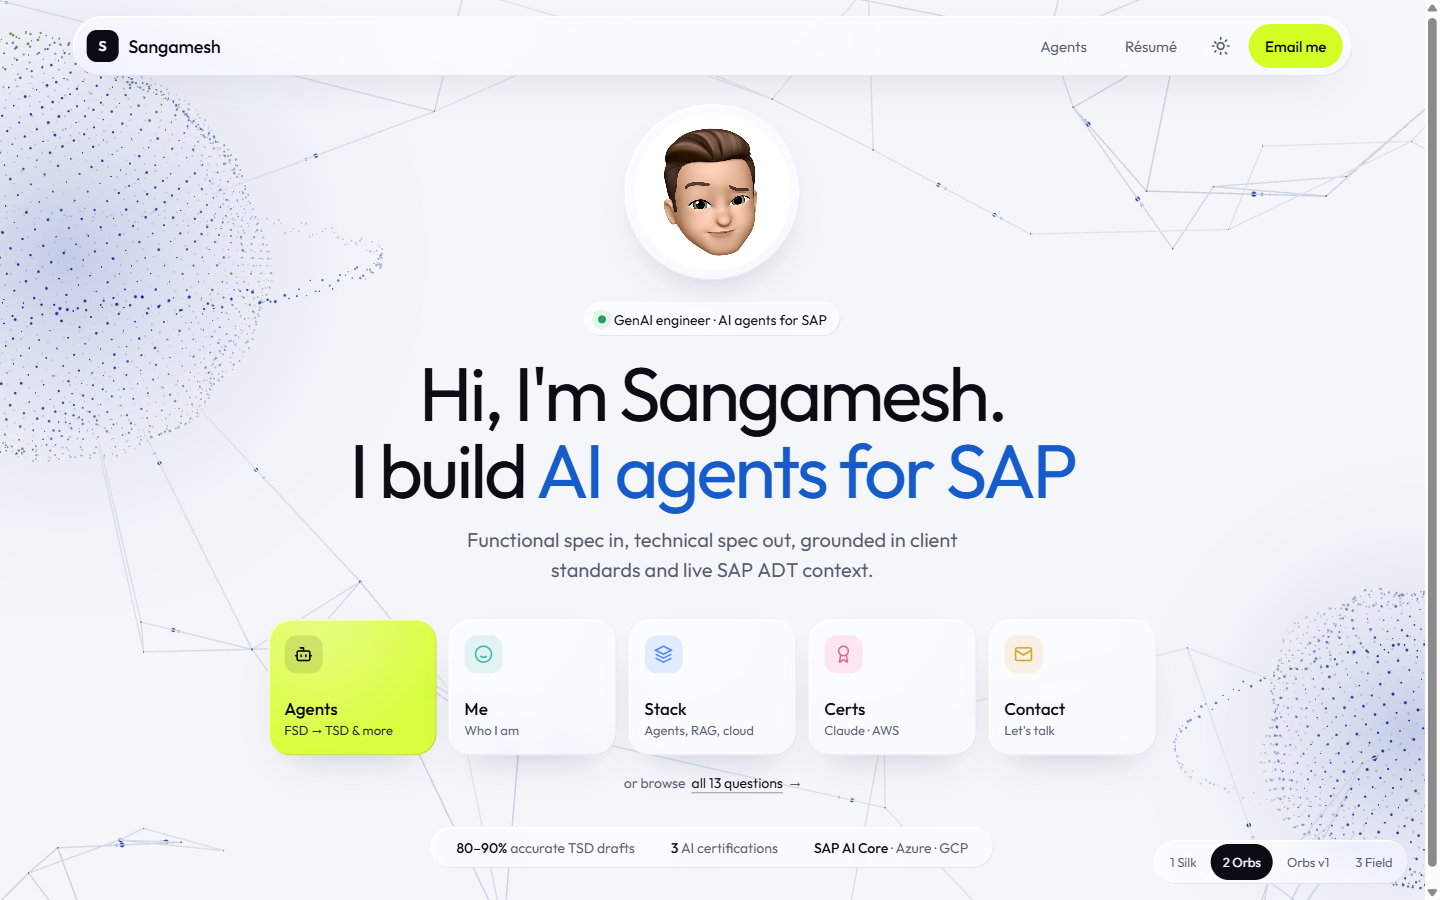 S Sangamesh
Agents Résumé Email me
GenAI engineer · AI agents for SAP
Hi, I'm Sangamesh.
I build AI agents for SAP
Functional spec in, technical spec out, grounded in client
standards and live SAP ADT context.
Agents
FSD → TSD & more
Me
Who I am
Stack
Agents, RAG, cloud
Certs
Claude · AWS
Contact
Let's talk
or browse all 13 questions →
80–90% accurate TSD drafts 3 AI certifications SAP AI Core · Azure · GCP
1 Silk 2 Orbs Orbs v1 3 Field